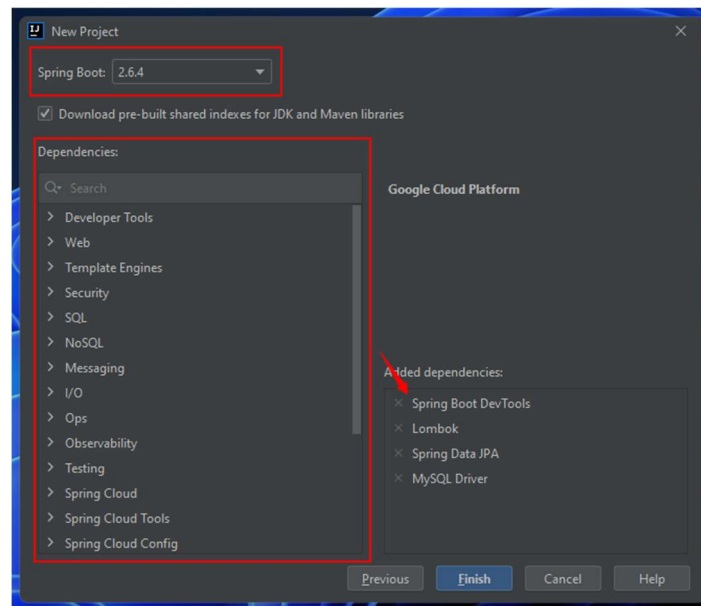 New Project
Spring Boot: 2.6.4
Download pre-built shared indexes for JDK and Maven libraries
Dependencies:
Search
Google Cloud Platform
Developer Tools
Web
Template Engines
Security
SQL
NoSQL
Messaging
I/O
Ops
Observability
Testing
Spring Cloud
Spring Cloud Tools
Spring Cloud Config
Added dependencies:
Spring Boot DevTools
Lombok
Spring Data JPA
MySQL Driver
Previous Finish Cancel Help